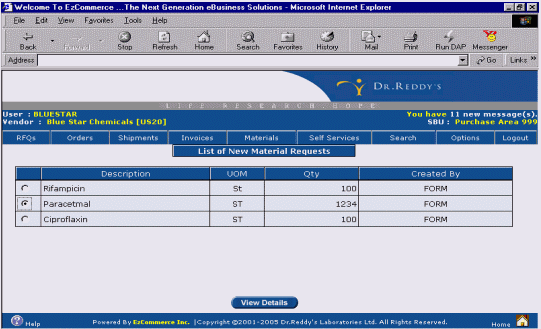 Welcome To EzCommerce ...The Next Generation eBusiness Solutions - Microsoft Internet Explorer
File Edit View Favorites Tools Help
Back Forward Stop Refresh Home Search Favorites History Mail Print Run DAP Messenger
Address Go Links »
DR.REDDY'S
LIFE. RESEARCH. HOPE
User : BLUESTAR You have 11 new message(s).
Vendor : Blue Star Chemicals [US20] SBU : Purchase Area 999
RFQs Orders Shipments Invoices Materials Self Services Search Options Logout
List of New Material Requests
Description UOM Qty Created By
Rifampicin St 100 FORM
Paracetmal ST 1234 FORM
Ciproflaxin ST 100 FORM
View Details
Help Powered By EzCommerce Inc. |Copyright ©2001-2005 Dr.Reddy's Laboratories Ltd. All Rights Reserved. Home